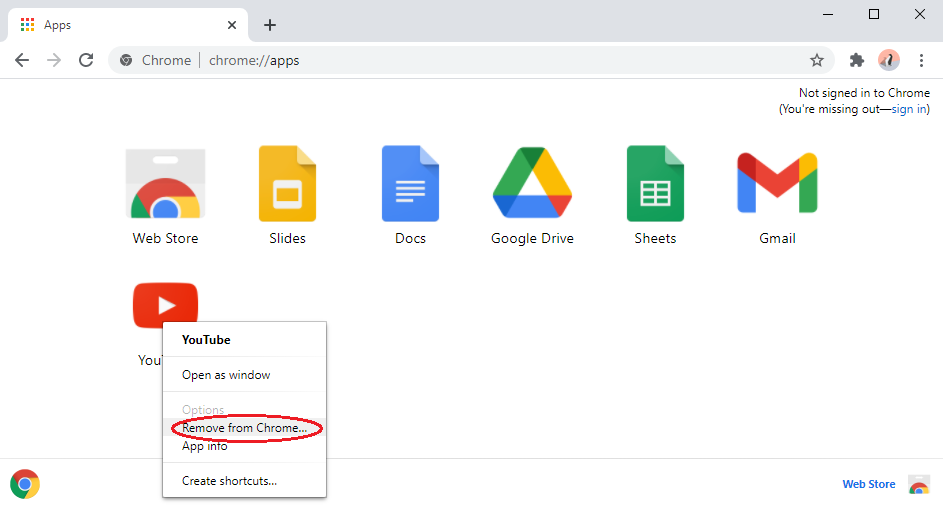 Apps
Chrome | chrome://apps
Not signed in to Chrome
(You're missing out—sign in)
Web Store
Slides
Docs
Google Drive
Sheets
Gmail
You
YouTube
Open as window
Options
Remove from Chrome...
App info
Create shortcuts...
Web Store